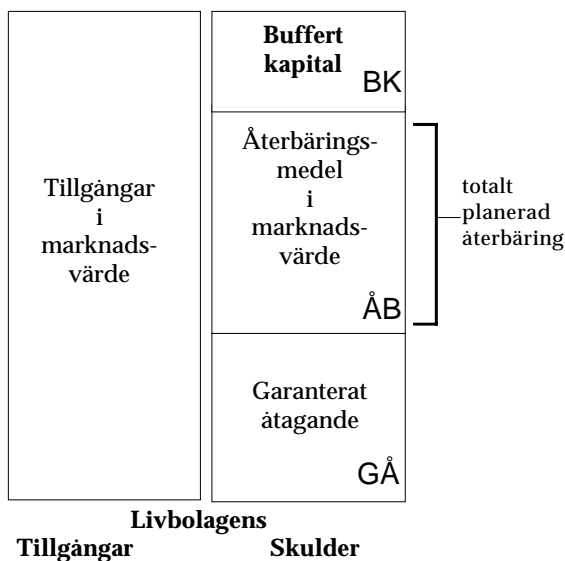 Buffert
kapital
BK
Återbärings-
medel
i
marknads-
värde
ÅB
Tillgångar
i
marknads-
värde
totalt
planerad
återbäring
Garanterat
åtagande
GÅ
Livbolagens
Tillgångar
Skulder